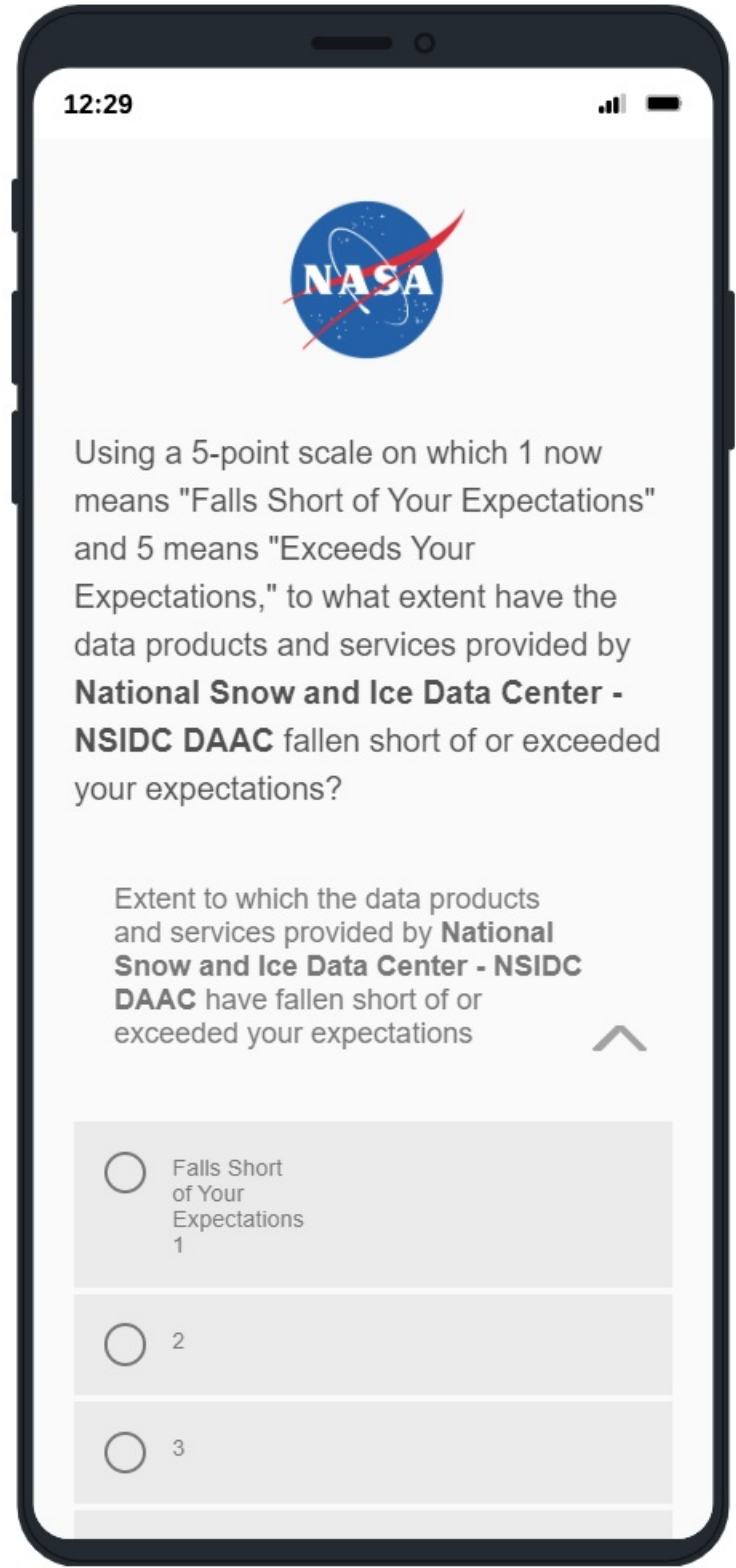 12:29
NASA
Using a 5-point scale on which 1 now
means "Falls Short of Your Expectations"
and 5 means "Exceeds Your
Expectations," to what extent have the
data products and services provided by
National Snow and Ice Data Center -
NSIDC DAAC fallen short of or exceeded
your expectations?
Extent to which the data products
and services provided by National
Snow and Ice Data Center - NSIDC
DAAC have fallen short of or
exceeded your expectations
Falls Short
of Your
Expectations
1
2
3